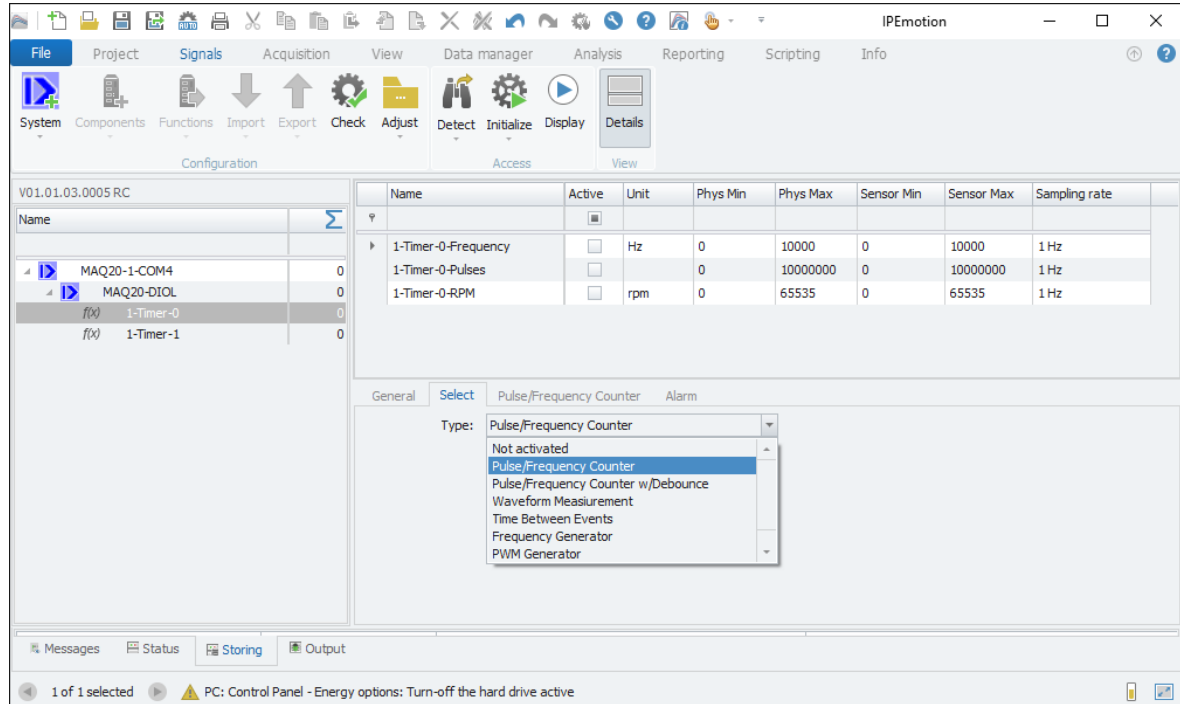 AUTO
IPEmotion
File Project Signals Acquisition View Data manager Analysis Reporting Scripting Info
System Components Functions Import Export Check Adjust Detect Initialize Display Details
Configuration Access View
V01.01.03.0005 RC
Name Σ
MAQ20-1-COM4 0
MAQ20-DIOL 0
f(x) 1-Timer-0 0
f(x) 1-Timer-1 0
Name Active Unit Phys Min Phys Max Sensor Min Sensor Max Sampling rate
1-Timer-0-Frequency Hz 0 10000 0 10000 1 Hz
1-Timer-0-Pulses 0 10000000 0 10000000 1 Hz
1-Timer-0-RPM rpm 0 65535 0 65535 1 Hz
General Select Pulse/Frequency Counter Alarm
Type: Pulse/Frequency Counter
Not activated
Pulse/Frequency Counter
Pulse/Frequency Counter w/Debounce
Waveform Measiurement
Time Between Events
Frequency Generator
PWM Generator
Messages Status Storing Output
1 of 1 selected PC: Control Panel - Energy options: Turn-off the hard drive active